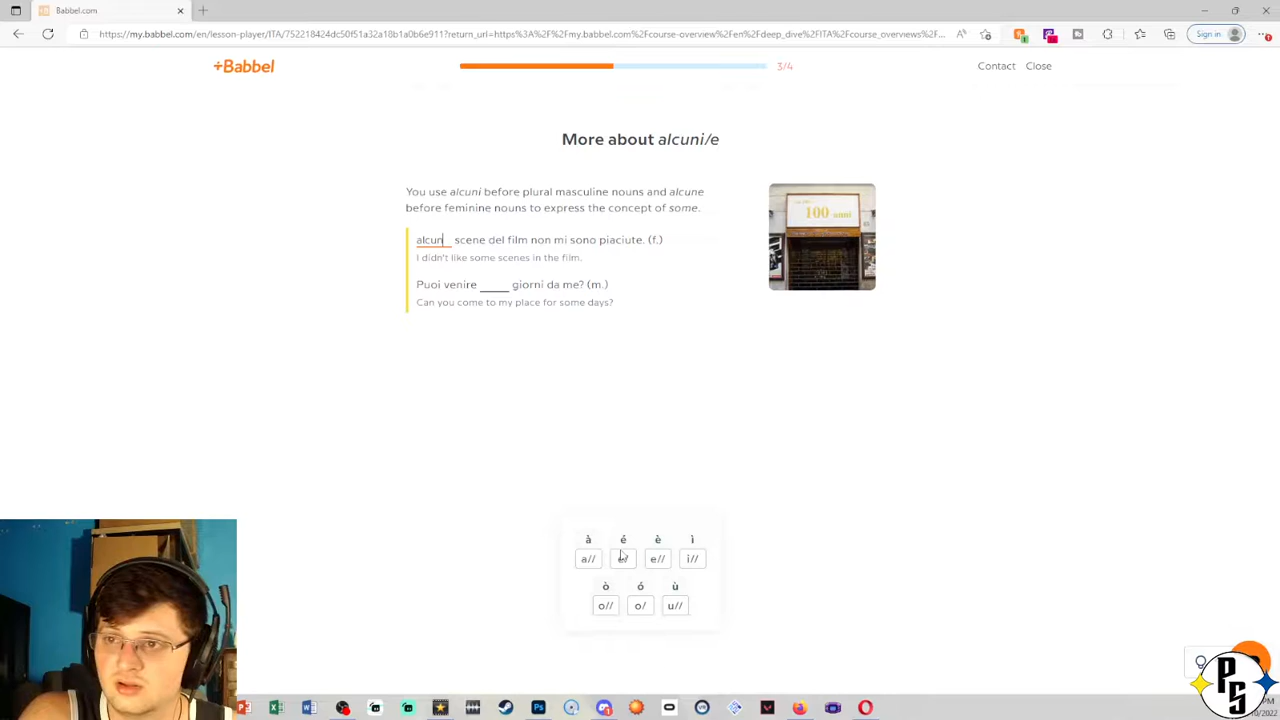 Babbel.com
https://my.babbel.com/en/lesson-player/ITA/752218424dc50f51a32a18b1a0b6e911?return_url=https%3A%2F%2Fmy.babbel.com%2Fcourse-overview%2Fen%2Fdeep_dive%2FITA%2Fcourse_overviews%2F...
Sign in
+Babbel
3/4
Contact Close
More about alcuni/e
You use alcuni before plural masculine nouns and alcune
before feminine nouns to express the concept of some.
100 anni
alcun scene del film non mi sono piaciute. (f.)
I didn't like some scenes in the film.
Puoi venire _____ giorni da me? (m.)
Can you come to my place for some days?
à é è ì
a// e/ e// i//
ò ó ù
o// o/ u//
P
S